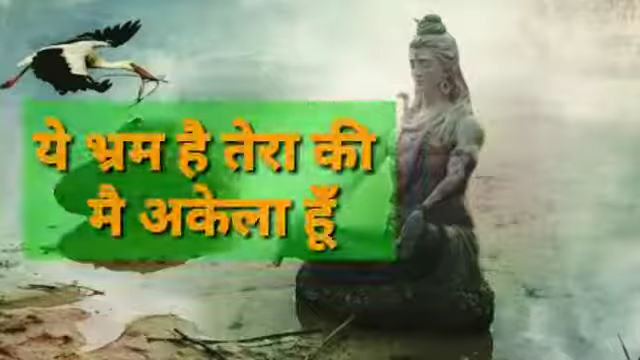 ये भ्रम है तेरा की
मै अकेला हूँ